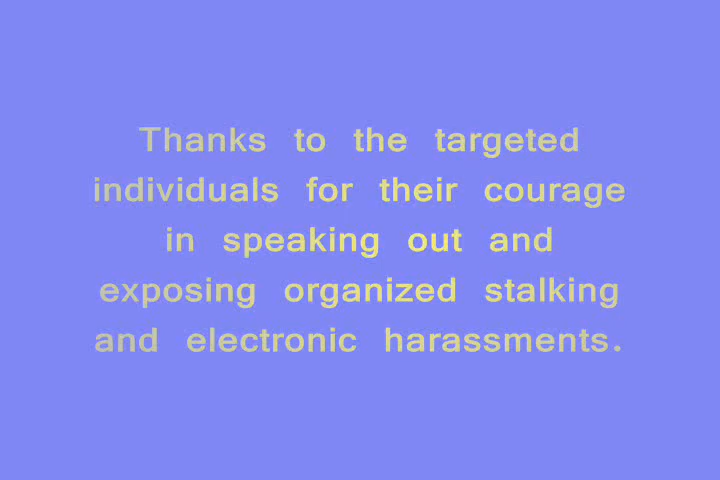 Thanks to the targeted
individuals for their courage
in speaking out and
exposing organized stalking
and electronic harassments.